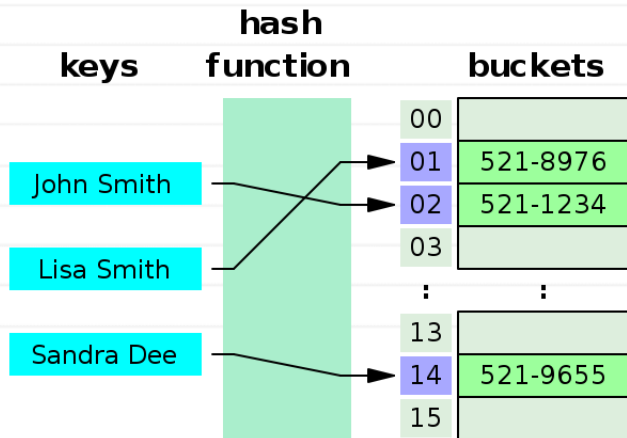 hash
keys function buckets
00
01 521-8976
John Smith 02 521-1234
03
Lisa Smith
:
:
13
Sandra Dee 14 521-9655
15